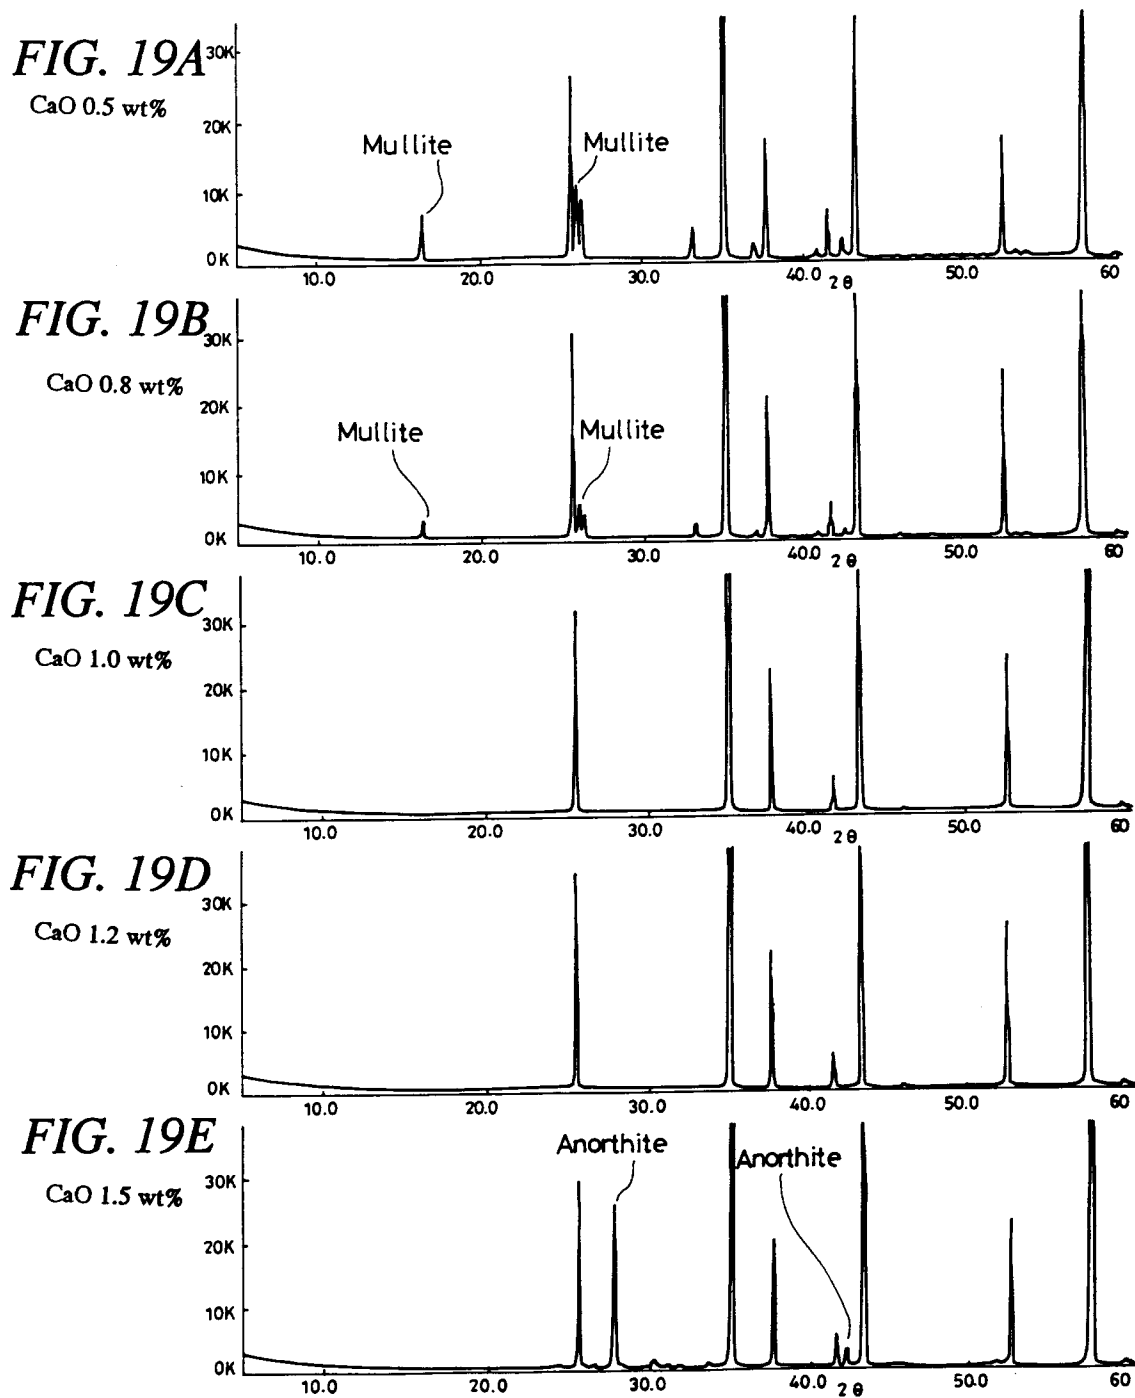 FIG. 19A
CaO 0.5 wt%
30K
20K
10K
0K
Mullite
Mullite
10.0 20.0 30.0 40.0 50.0 60
2θ
FIG. 19B
CaO 0.8 wt%
30K
20K
10K
0K
Mullite
Mullite
10.0 20.0 30.0 40.0 50.0 60
2θ
FIG. 19C
CaO 1.0 wt%
30K
20K
10K
0K
10.0 20.0 30.0 40.0 50.0 60
2θ
FIG. 19D
CaO 1.2 wt%
30K
20K
10K
0K
10.0 20.0 30.0 40.0 50.0 60
FIG. 19E
CaO 1.5 wt%
30K
20K
10K
0K
Anorthite
Anorthite
10.0 20.0 30.0 40.0 50.0 60
2θ